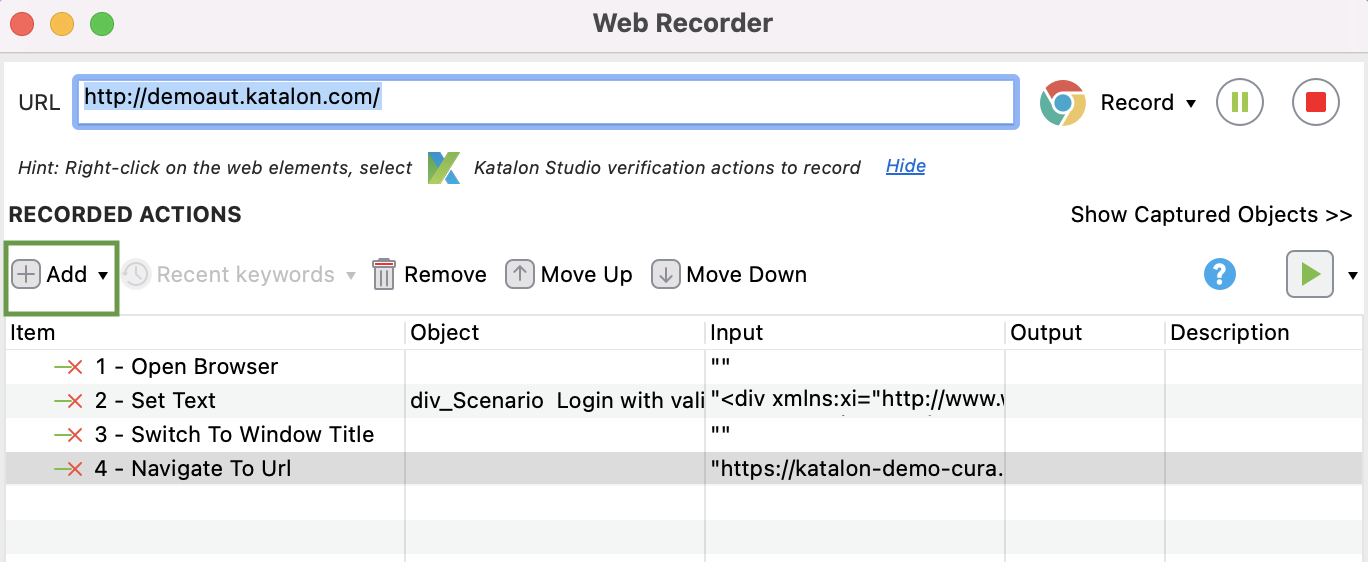 Web Recorder
URL http://demoaut.katalon.com/ Record
Hint: Right-click on the web elements, select Katalon Studio verification actions to record Hide
RECORDED ACTIONS Show Captured Objects >>
Add Recent keywords Remove Move Up Move Down ?
Item Object Input Output Description
1 - Open Browser ""
2 - Set Text div_Scenario Login with vali "<div xmlns:xi="http://www.
3 - Switch To Window Title ""
4 - Navigate To Url "https://katalon-demo-cura.